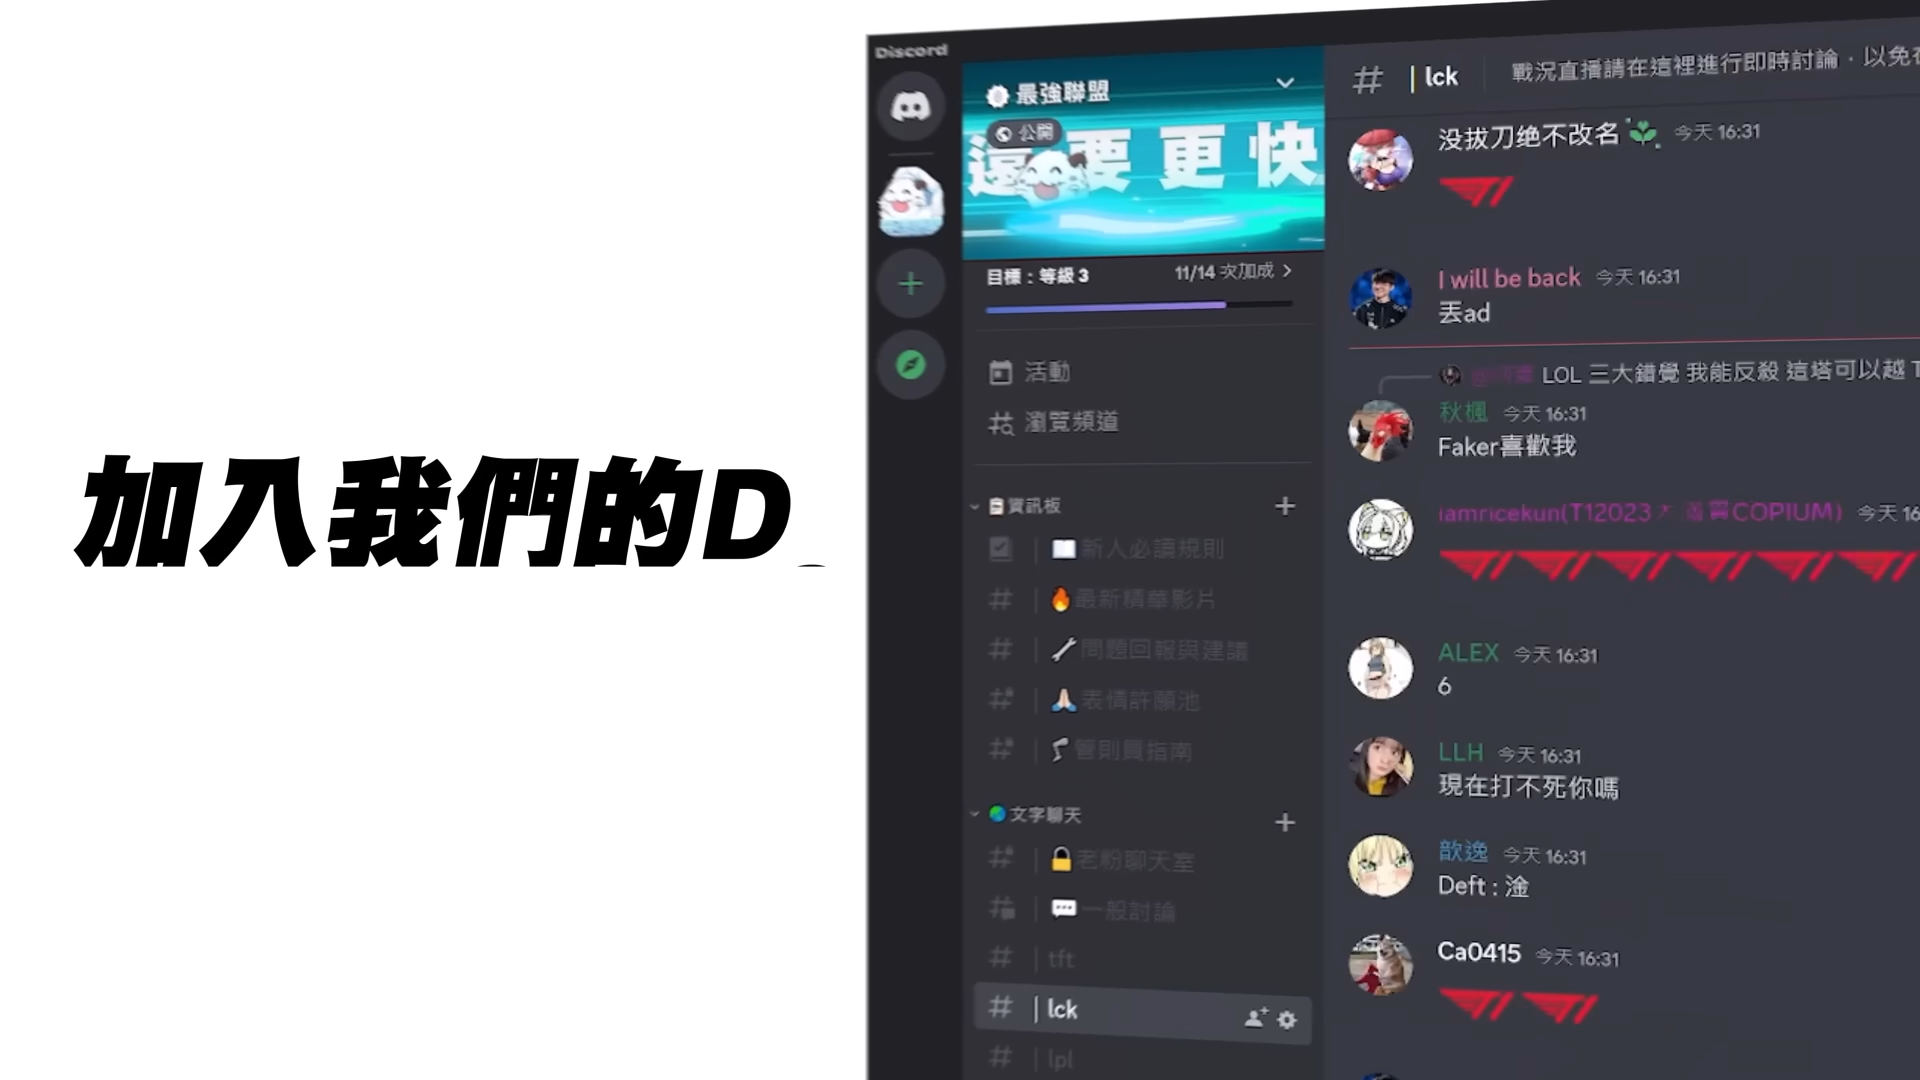 加入我們的D
Discord
最強聯盟
公開
還要更快
目標：等級 3
11/14 次加成
活動
瀏覽頻道
資訊板
新人必讀規則
最新精華影片
問題回報與建議
表情許願池
管則員指南
文字聊天
老粉聊天室
一般討論
tft
lck
lpl
lck
戰況直播請在這裡進行即時討論，以免在
没拔刀绝不改名 今天 16:31
I will be back 今天 16:31
丟ad
LOL 三大錯覺 我能反殺 這塔可以越 T
秋楓 今天 16:31
Faker喜歡我
iamricekun(T12023 COPIUM) 今天 16
ALEX 今天 16:31
6
LLH 今天 16:31
現在打不死你嗎
歆逸 今天 16:31
Deft : 淦
Ca0415 今天 16:31